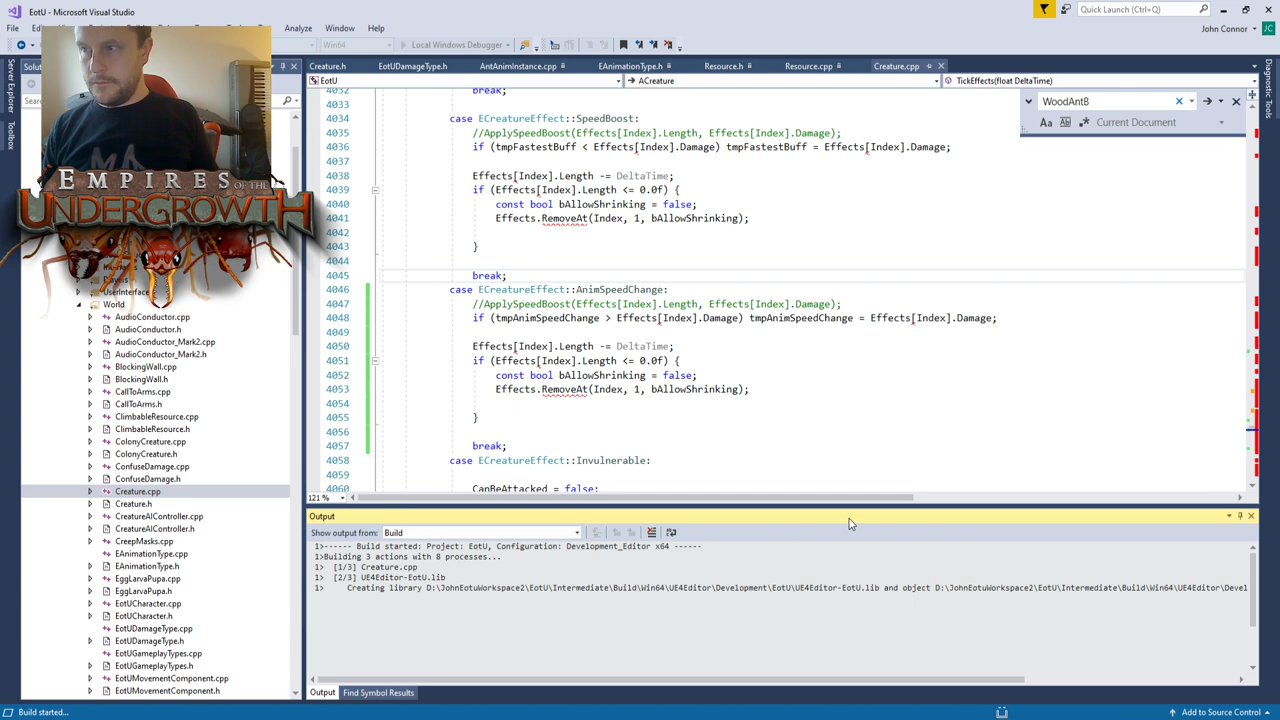 EotU - Microsoft Visual Studio
Quick Launch (Ctrl+Q)
File
Analyze
Window
Help
John Connor
JC
Win64
Local Windows Debugger
Server Explorer
Toolbox
Diagnostic Tools
Creature.h
EotUDamageType.h
AntAnimInstance.cpp
EAnimationType.h
Resource.h
Resource.cpp
Creature.cpp
EotU
ACreature
TickEffects(float DeltaTime)
WoodAntB
Current Document
EMPIRES OF THE
UNDERGROWTH
4032 break;
4033
4034 case ECreatureEffect::SpeedBoost:
4035 //ApplySpeedBoost(Effects[Index].Length, Effects[Index].Damage);
4036 if (tmpFastestBuff < Effects[Index].Damage) tmpFastestBuff = Effects[Index].Damage;
4037
4038 Effects[Index].Length -= DeltaTime;
4039 if (Effects[Index].Length <= 0.0f) {
4040 const bool bAllowShrinking = false;
4041 Effects.RemoveAt(Index, 1, bAllowShrinking);
4042
4043 }
4044
4045 break;
4046 case ECreatureEffect::AnimSpeedChange:
4047 //ApplySpeedBoost(Effects[Index].Length, Effects[Index].Damage);
4048 if (tmpAnimSpeedChange > Effects[Index].Damage) tmpAnimSpeedChange = Effects[Index].Damage;
4049
4050 Effects[Index].Length -= DeltaTime;
4051 if (Effects[Index].Length <= 0.0f) {
4052 const bool bAllowShrinking = false;
4053 Effects.RemoveAt(Index, 1, bAllowShrinking);
4054
4055 }
4056
4057 break;
4058 case ECreatureEffect::Invulnerable:
4059
4060 CanBeAttacked = false;
121 %
UserInterface
World
AudioConductor.cpp
AudioConductor.h
AudioConductor_Mark2.cpp
AudioConductor_Mark2.h
BlockingWall.cpp
BlockingWall.h
CallToArms.cpp
CallToArms.h
ClimbableResource.cpp
ClimbableResource.h
ColonyCreature.cpp
ColonyCreature.h
ConfuseDamage.cpp
ConfuseDamage.h
Creature.cpp
Creature.h
CreatureAIController.cpp
CreatureAIController.h
CreepMasks.cpp
EAnimationType.cpp
EAnimationType.h
EggLarvaPupa.cpp
EggLarvaPupa.h
EotUCharacter.cpp
EotUCharacter.h
EotUDamageType.cpp
EotUDamageType.h
EotUGameplayTypes.cpp
EotUGameplayTypes.h
EotUMovementComponent.cpp
EotUMovementComponent.h
Output
Show output from: Build
1>------ Build started: Project: EotU, Configuration: Development_Editor x64 ------
1>Building 3 actions with 8 processes...
1> [1/3] Creature.cpp
1> [2/3] UE4Editor-EotU.lib
1> Creating library D:\JohnEotuWorkspace2\EotU\Intermediate\Build\Win64\UE4Editor\Development\UE4Editor-EotU.lib and object D:\JohnEotuWorkspace2\EotU\Intermediate\Build\Win64\UE4Editor\Devel
Output
Find Symbol Results
Build started...
Add to Source Control